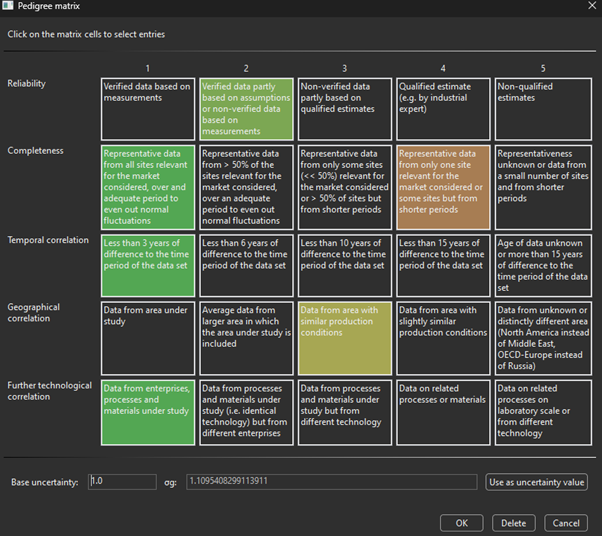 Pedigree matrix
Click on the matrix cells to select entries
1 2 3 4 5
Reliability
Verified data based on
measurements
Verified data partly
based on assumptions
or non-verified data
based on
measurements
Non-verified data
partly based on
qualified estimates
Qualified estimate
(e.g. by industrial
expert)
Non-qualified
estimates
Completeness
Representative data
from all sites relevant
for the market
considered, over and
adequate period to
even out normal
fluctuations
Representative data
from > 50% of the
sites relevant for the
market considered,
over an adequate
period to even out
normal fluctuations
Representative data
from only some sites
(<< 50%) relevant for
the market considered
or > 50% of sites but
from shorter periods
Representative data
from only one site
relevant for the
market considered or
some sites but from
shorter periods
Representativeness
unknown or data from
a small number of sites
and from shorter
periods
Temporal correlation
Less than 3 years of
difference to the time
period of the data set
Less than 6 years of
difference to the time
period of the data set
Less than 10 years of
difference to the time
period of the data set
Less than 15 years of
difference to the time
period of the data set
Age of data unknown
or more than 15 years
of difference to the
time period of the data
set
Geographical
correlation
Data from area under
study
Average data from
larger area in which
the area under study is
included
Data from area with
similar production
conditions
Data from area with
slightly similar
production conditions
Data from unknown or
distinctly different area
(North America
instead of Middle East,
OECD-Europe instead
of Russia)
Further technological
correlation
Data from enterprises,
processes and
materials under study
Data from processes
and materials under
study (i.e. identical
technology) but from
different enterprises
Data from processes
and materials under
study but from
different technology
Data on related
processes or materials
Data on related
processes on
laboratory scale or
from different
technology
Base uncertainty: 1.0 σg: 1.1095408299113911 Use as uncertainty value
OK Delete Cancel